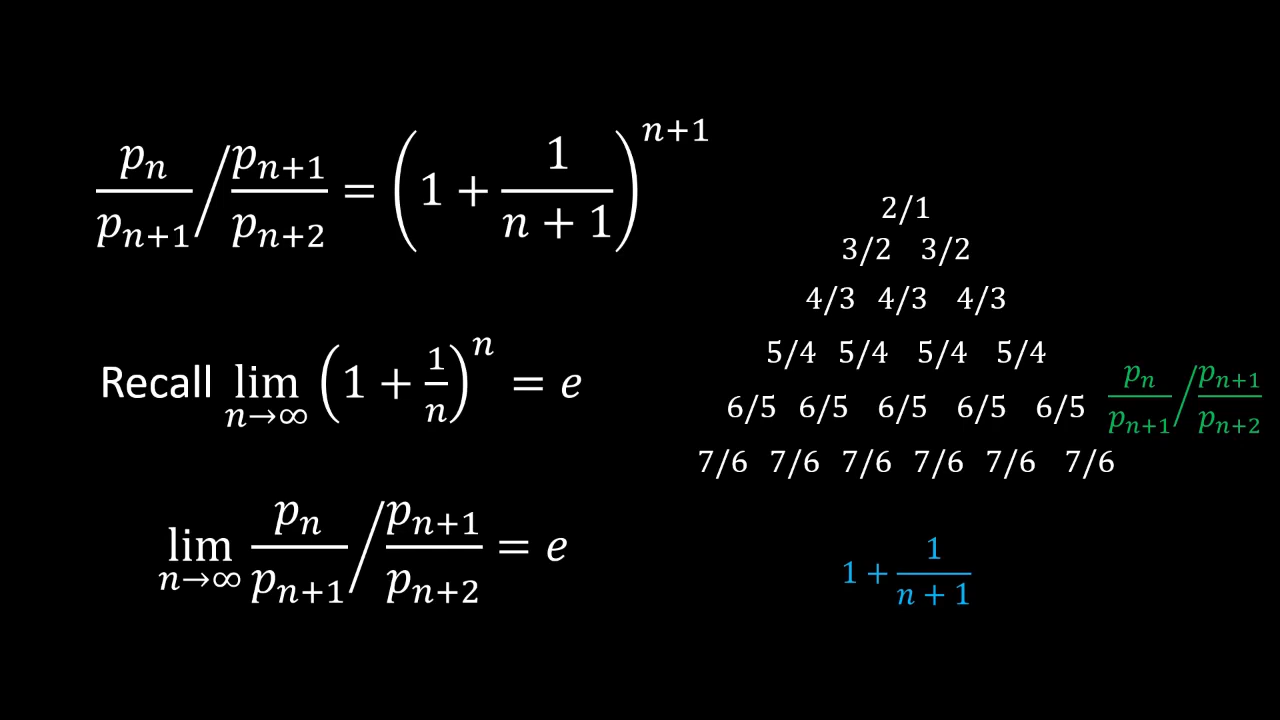 p_n/p_{n+1} / p_{n+1}/p_{n+2} = (1 + 1/(n + 1))^{n+1}
Recall lim_{n→∞} (1 + 1/n)^n = e
lim_{n→∞} p_n/p_{n+1} / p_{n+1}/p_{n+2} = e
2/1
3/2 3/2
4/3 4/3 4/3
5/4 5/4 5/4 5/4
6/5 6/5 6/5 6/5 6/5 p_n/p_{n+1} / p_{n+1}/p_{n+2}
7/6 7/6 7/6 7/6 7/6 7/6
1 + 1/(n + 1)